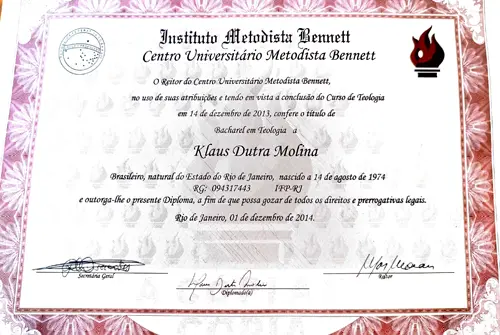 Instituto Metodista Bennett
Centro Universitário Metodista Bennett
O Reitor do Centro Universitário Metodista Bennett,
no uso de suas atribuições e tendo em vista a conclusão do Curso de Teologia
em 14 de dezembro de 2013, confere o título de
Bacharel em Teologia a
Klaus Dutra Molina
Brasileiro, natural do Estado do Rio de Janeiro, nascido a 14 de agosto de 1974
RG: 094317443 IFP-RJ
e outorga-lhe o presente Diploma, a fim de que possa gozar de todos os direitos e prerrogativas legais.
Rio de Janeiro, 01 de dezembro de 2014.
Secretária Geral
Diplomado(a)
Reitor